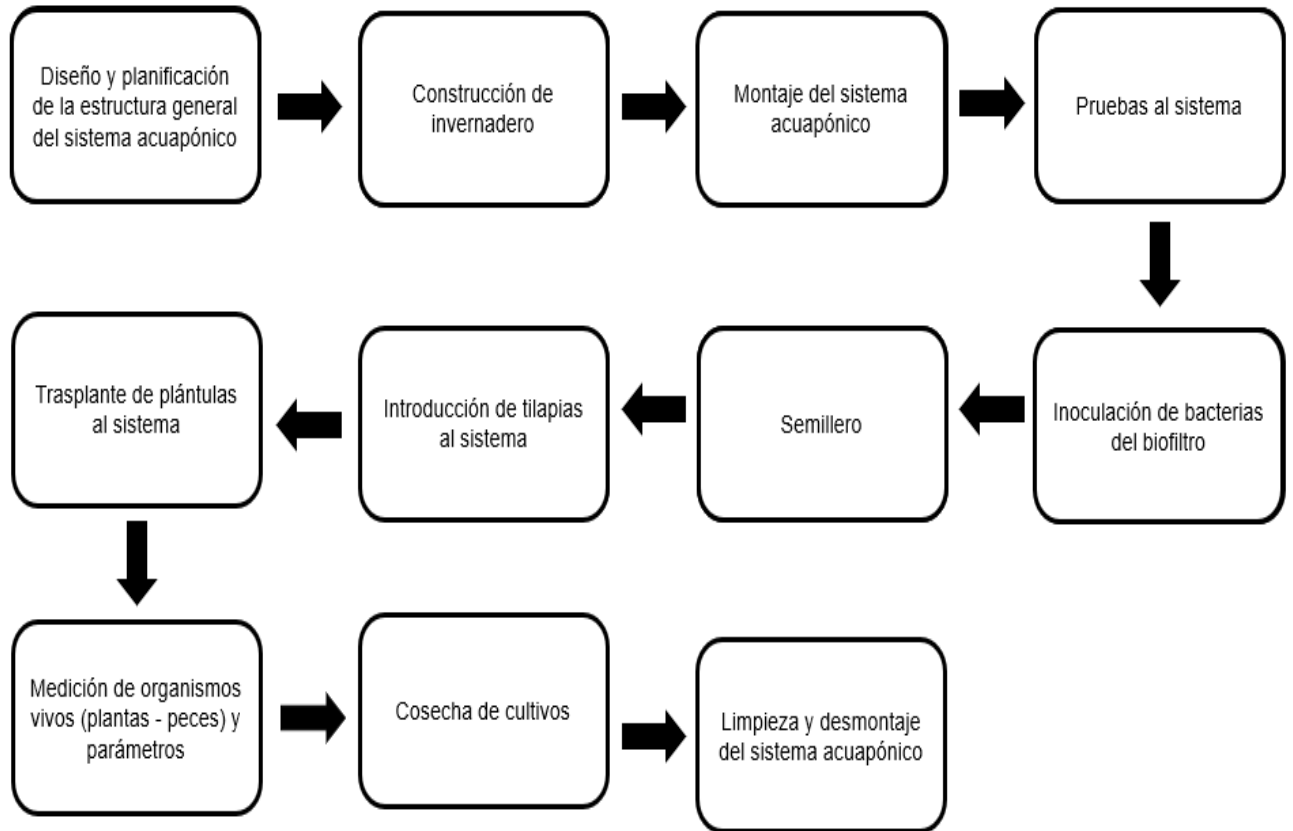 Diseño y planificación
de la estructura general
del sistema acuapónico
Construcción de
invernadero
Montaje del sistema
acuapónico
Pruebas al sistema
Inoculación de bacterias
del biofiltro
Semillero
Introducción de tilapias
al sistema
Trasplante de plántulas
al sistema
Medición de organismos
vivos (plantas - peces) y
parámetros
Cosecha de cultivos
Limpieza y desmontaje
del sistema acuapónico